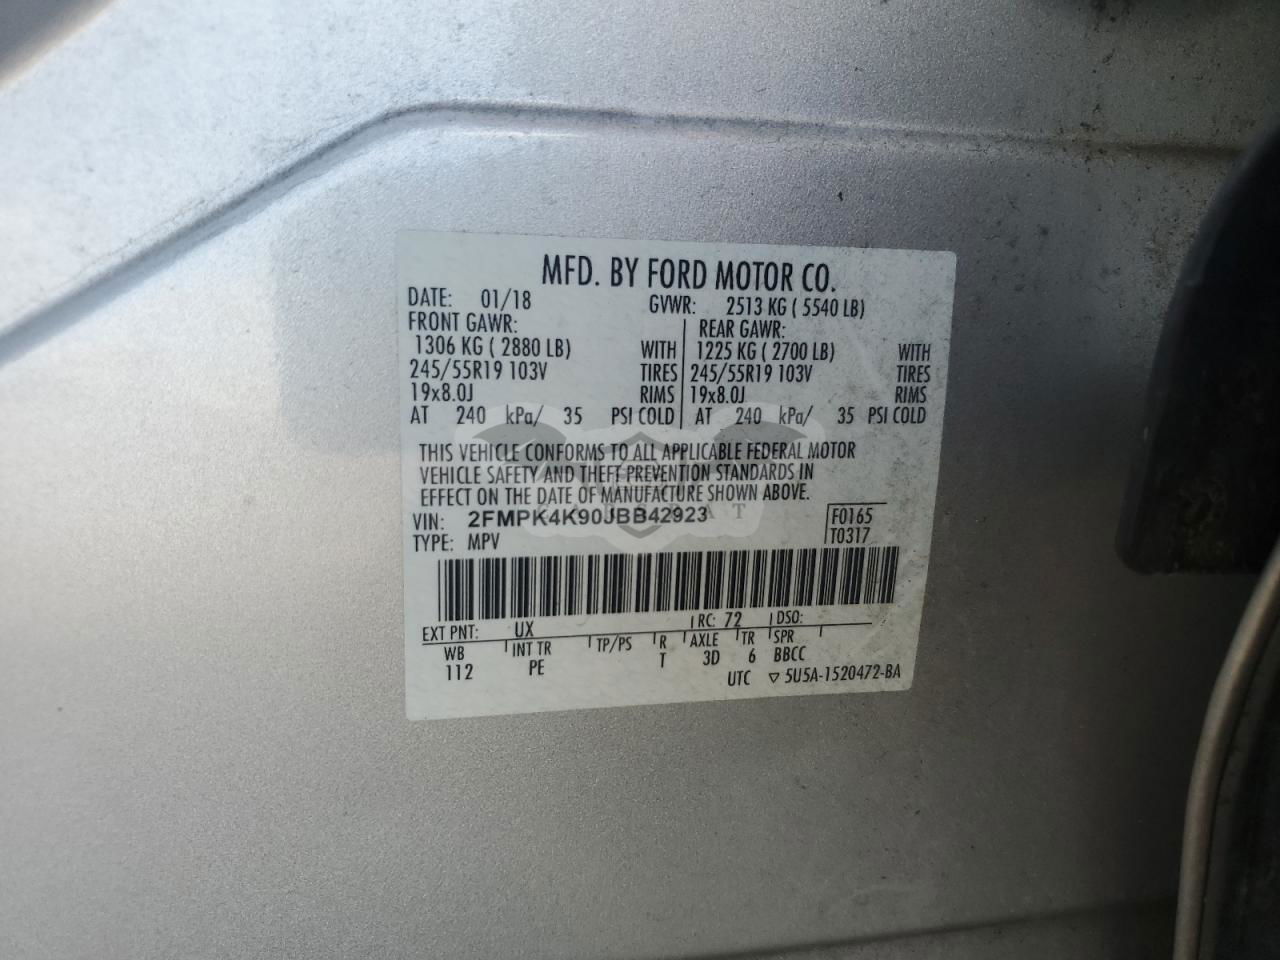 MFD. BY FORD MOTOR CO.
DATE: 01/18 GVWR: 2513 KG ( 5540 LB)
FRONT GAWR: REAR GAWR:
1306 KG ( 2880 LB) WITH 1225 KG ( 2700 LB) WITH
245/55R19 103V TIRES 245/55R19 103V TIRES
19x8.0J RIMS 19x8.0J RIMS
AT 240 kPa/ 35 PSI COLD AT 240 kPa/ 35 PSI COLD
THIS VEHICLE CONFORMS TO ALL APPLICABLE FEDERAL MOTOR
VEHICLE SAFETY AND THEFT PREVENTION STANDARDS IN
EFFECT ON THE DATE OF MANUFACTURE SHOWN ABOVE.
VIN: 2FMPK4K90JBB42923 F0165
TYPE: MPV T0317
EXT PNT: UX RC: 72 DSO:
WB INT TR TP/PS R AXLE TR SPR
112 PE T 3D 6 BBCC
UTC ▽ 5U5A-1520472-BA